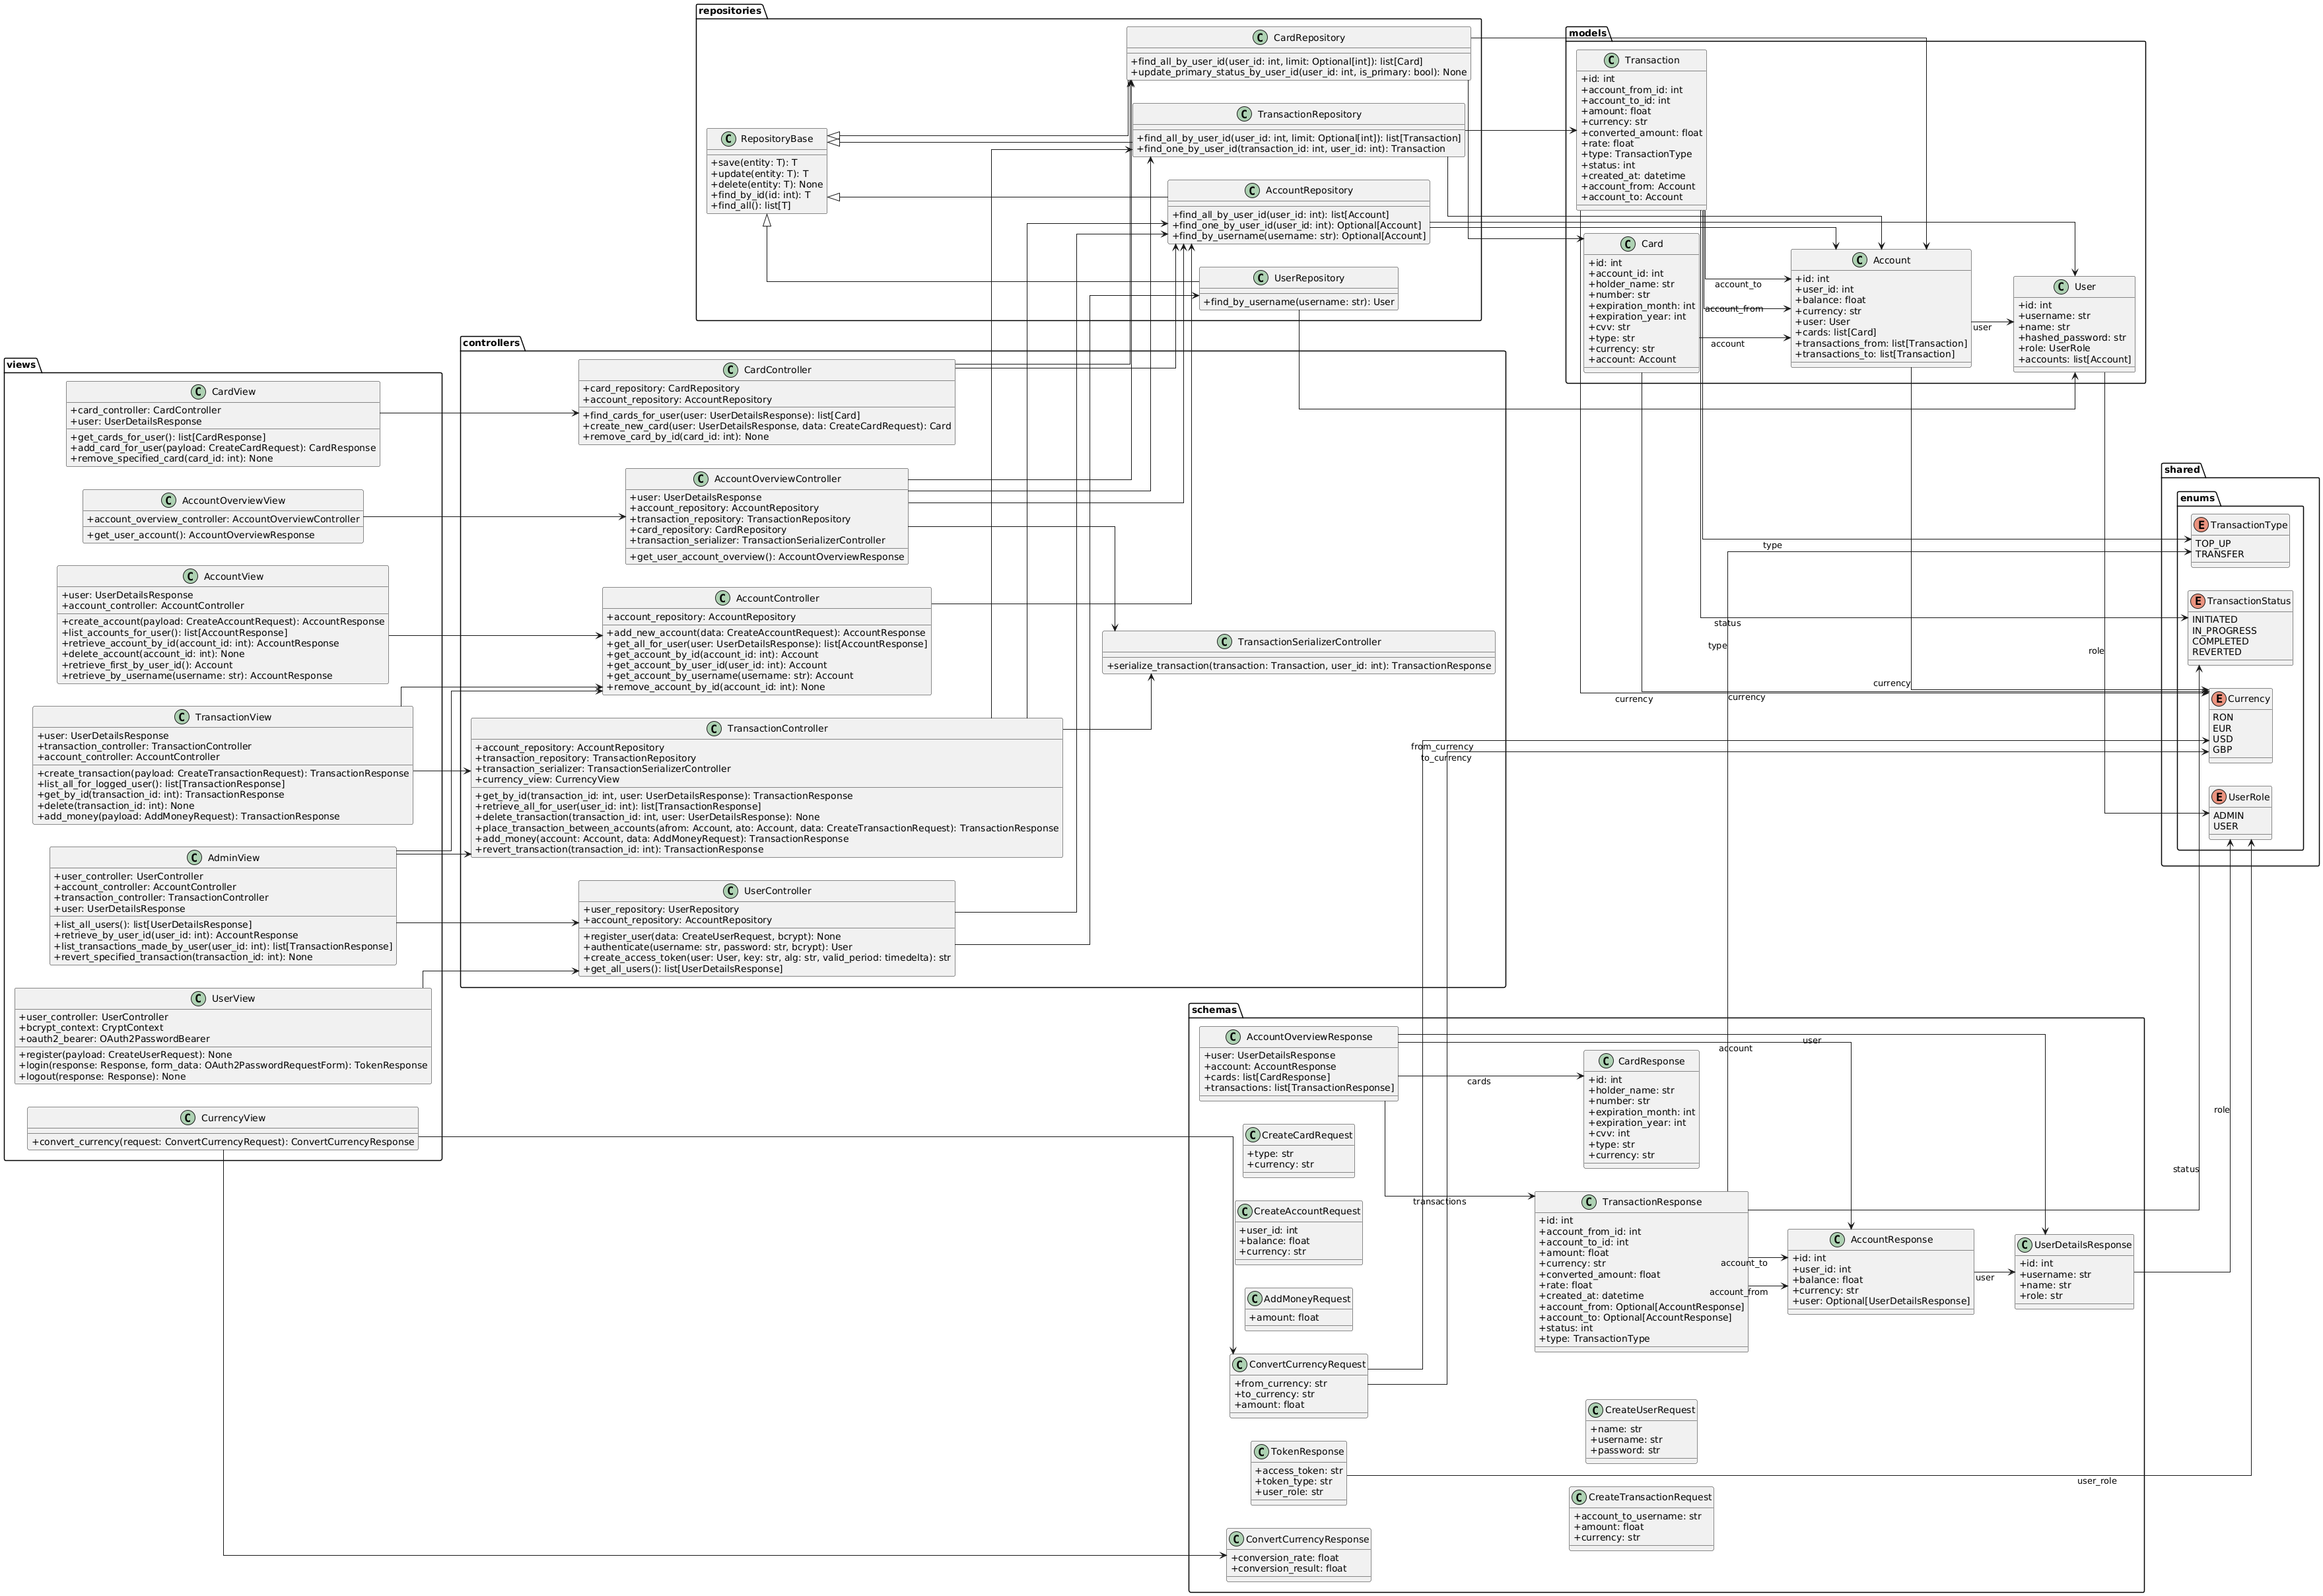 repositories
CardRepository
+find_all_by_user_id(user_id: int, limit: Optional[int]): list[Card]
+update_primary_status_by_user_id(user_id: int, is_primary: bool): None
TransactionRepository
+find_all_by_user_id(user_id: int, limit: Optional[int]): list[Transaction]
+find_one_by_user_id(transaction_id: int, user_id: int): Transaction
RepositoryBase
+save(entity: T): T
+update(entity: T): T
+delete(entity: T): None
+find_by_id(id: int): T
+find_all(): list[T]
AccountRepository
+find_all_by_user_id(user_id: int): list[Account]
+find_one_by_user_id(user_id: int): Optional[Account]
+find_by_username(username: str): Optional[Account]
UserRepository
+find_by_username(username: str): User
models
Transaction
+id: int
+account_from_id: int
+account_to_id: int
+amount: float
+currency: str
+converted_amount: float
+rate: float
+type: TransactionType
+status: int
+created_at: datetime
+account_from: Account
+account_to: Account
Card
+id: int
+account_id: int
+holder_name: str
+number: str
+expiration_month: int
+expiration_year: int
+cvv: str
+type: str
+currency: str
+account: Account
account_to
account_from
account
Account
+id: int
+user_id: int
+balance: float
+currency: str
+user: User
+cards: list[Card]
+transactions_from: list[Transaction]
+transactions_to: list[Transaction]
user
User
+id: int
+username: str
+name: str
+hashed_password: str
+role: UserRole
+accounts: list[Account]
views
CardView
+card_controller: CardController
+user: UserDetailsResponse
+get_cards_for_user(): list[CardResponse]
+add_card_for_user(payload: CreateCardRequest): CardResponse
+remove_specified_card(card_id: int): None
AccountOverviewView
+account_overview_controller: AccountOverviewController
+get_user_account(): AccountOverviewResponse
AccountView
+user: UserDetailsResponse
+account_controller: AccountController
+create_account(payload: CreateAccountRequest): AccountResponse
+list_accounts_for_user(): list[AccountResponse]
+retrieve_account_by_id(account_id: int): AccountResponse
+delete_account(account_id: int): None
+retrieve_first_by_user_id(): Account
+retrieve_by_username(username: str): AccountResponse
TransactionView
+user: UserDetailsResponse
+transaction_controller: TransactionController
+account_controller: AccountController
+create_transaction(payload: CreateTransactionRequest): TransactionResponse
+list_all_for_logged_user(): list[TransactionResponse]
+get_by_id(transaction_id: int): TransactionResponse
+delete(transaction_id: int): None
+add_money(payload: AddMoneyRequest): TransactionResponse
AdminView
+user_controller: UserController
+account_controller: AccountController
+transaction_controller: TransactionController
+user: UserDetailsResponse
+list_all_users(): list[UserDetailsResponse]
+retrieve_by_user_id(user_id: int): AccountResponse
+list_transactions_made_by_user(user_id: int): list[TransactionResponse]
+revert_specified_transaction(transaction_id: int): None
UserView
+user_controller: UserController
+bcrypt_context: CryptContext
+oauth2_bearer: OAuth2PasswordBearer
+register(payload: CreateUserRequest): None
+login(response: Response, form_data: OAuth2PasswordRequestForm): TokenResponse
+logout(response: Response): None
CurrencyView
+convert_currency(request: ConvertCurrencyRequest): ConvertCurrencyResponse
controllers
CardController
+card_repository: CardRepository
+account_repository: AccountRepository
+find_cards_for_user(user: UserDetailsResponse): list[Card]
+create_new_card(user: UserDetailsResponse, data: CreateCardRequest): Card
+remove_card_by_id(card_id: int): None
AccountOverviewController
+user: UserDetailsResponse
+account_repository: AccountRepository
+transaction_repository: TransactionRepository
+card_repository: CardRepository
+transaction_serializer: TransactionSerializerController
+get_user_account_overview(): AccountOverviewResponse
AccountController
+account_repository: AccountRepository
+add_new_account(data: CreateAccountRequest): AccountResponse
+get_all_for_user(user: UserDetailsResponse): list[AccountResponse]
+get_account_by_id(account_id: int): Account
+get_account_by_user_id(user_id: int): Account
+get_account_by_username(username: str): Account
+remove_account_by_id(account_id: int): None
TransactionSerializerController
+serialize_transaction(transaction: Transaction, user_id: int): TransactionResponse
TransactionController
+account_repository: AccountRepository
+transaction_repository: TransactionRepository
+transaction_serializer: TransactionSerializerController
+currency_view: CurrencyView
+get_by_id(transaction_id: int, user: UserDetailsResponse): TransactionResponse
+retrieve_all_for_user(user_id: int): list[TransactionResponse]
+delete_transaction(transaction_id: int, user: UserDetailsResponse): None
+place_transaction_between_accounts(afrom: Account, ato: Account, data: CreateTransactionRequest): TransactionResponse
+add_money(account: Account, data: AddMoneyRequest): TransactionResponse
+revert_transaction(transaction_id: int): TransactionResponse
UserController
+user_repository: UserRepository
+account_repository: AccountRepository
+register_user(data: CreateUserRequest, bcrypt): None
+authenticate(username: str, password: str, bcrypt): User
+create_access_token(user: User, key: str, alg: str, valid_period: timedelta): str
+get_all_users(): list[UserDetailsResponse]
shared
enums
TransactionType
TOP_UP
TRANSFER
TransactionStatus
INITIATED
IN_PROGRESS
COMPLETED
REVERTED
Currency
RON
EUR
USD
GBP
UserRole
ADMIN
USER
type
status
type
role
currency
currency
currency
from_currency
to_currency
schemas
AccountOverviewResponse
+user: UserDetailsResponse
+account: AccountResponse
+cards: list[CardResponse]
+transactions: list[TransactionResponse]
user
account
cards
transactions
CardResponse
+id: int
+holder_name: str
+number: str
+expiration_month: int
+expiration_year: int
+cvv: int
+type: str
+currency: str
CreateCardRequest
+type: str
+currency: str
CreateAccountRequest
+user_id: int
+balance: float
+currency: str
AddMoneyRequest
+amount: float
ConvertCurrencyRequest
+from_currency: str
+to_currency: str
+amount: float
TokenResponse
+access_token: str
+token_type: str
+user_role: str
ConvertCurrencyResponse
+conversion_rate: float
+conversion_result: float
TransactionResponse
+id: int
+account_from_id: int
+account_to_id: int
+amount: float
+currency: str
+converted_amount: float
+rate: float
+created_at: datetime
+account_from: Optional[AccountResponse]
+account_to: Optional[AccountResponse]
+status: int
+type: TransactionType
account_to
account_from
AccountResponse
+id: int
+user_id: int
+balance: float
+currency: str
+user: Optional[UserDetailsResponse]
user
UserDetailsResponse
+id: int
+username: str
+name: str
+role: str
role
status
CreateUserRequest
+name: str
+username: str
+password: str
user_role
CreateTransactionRequest
+account_to_username: str
+amount: float
+currency: str